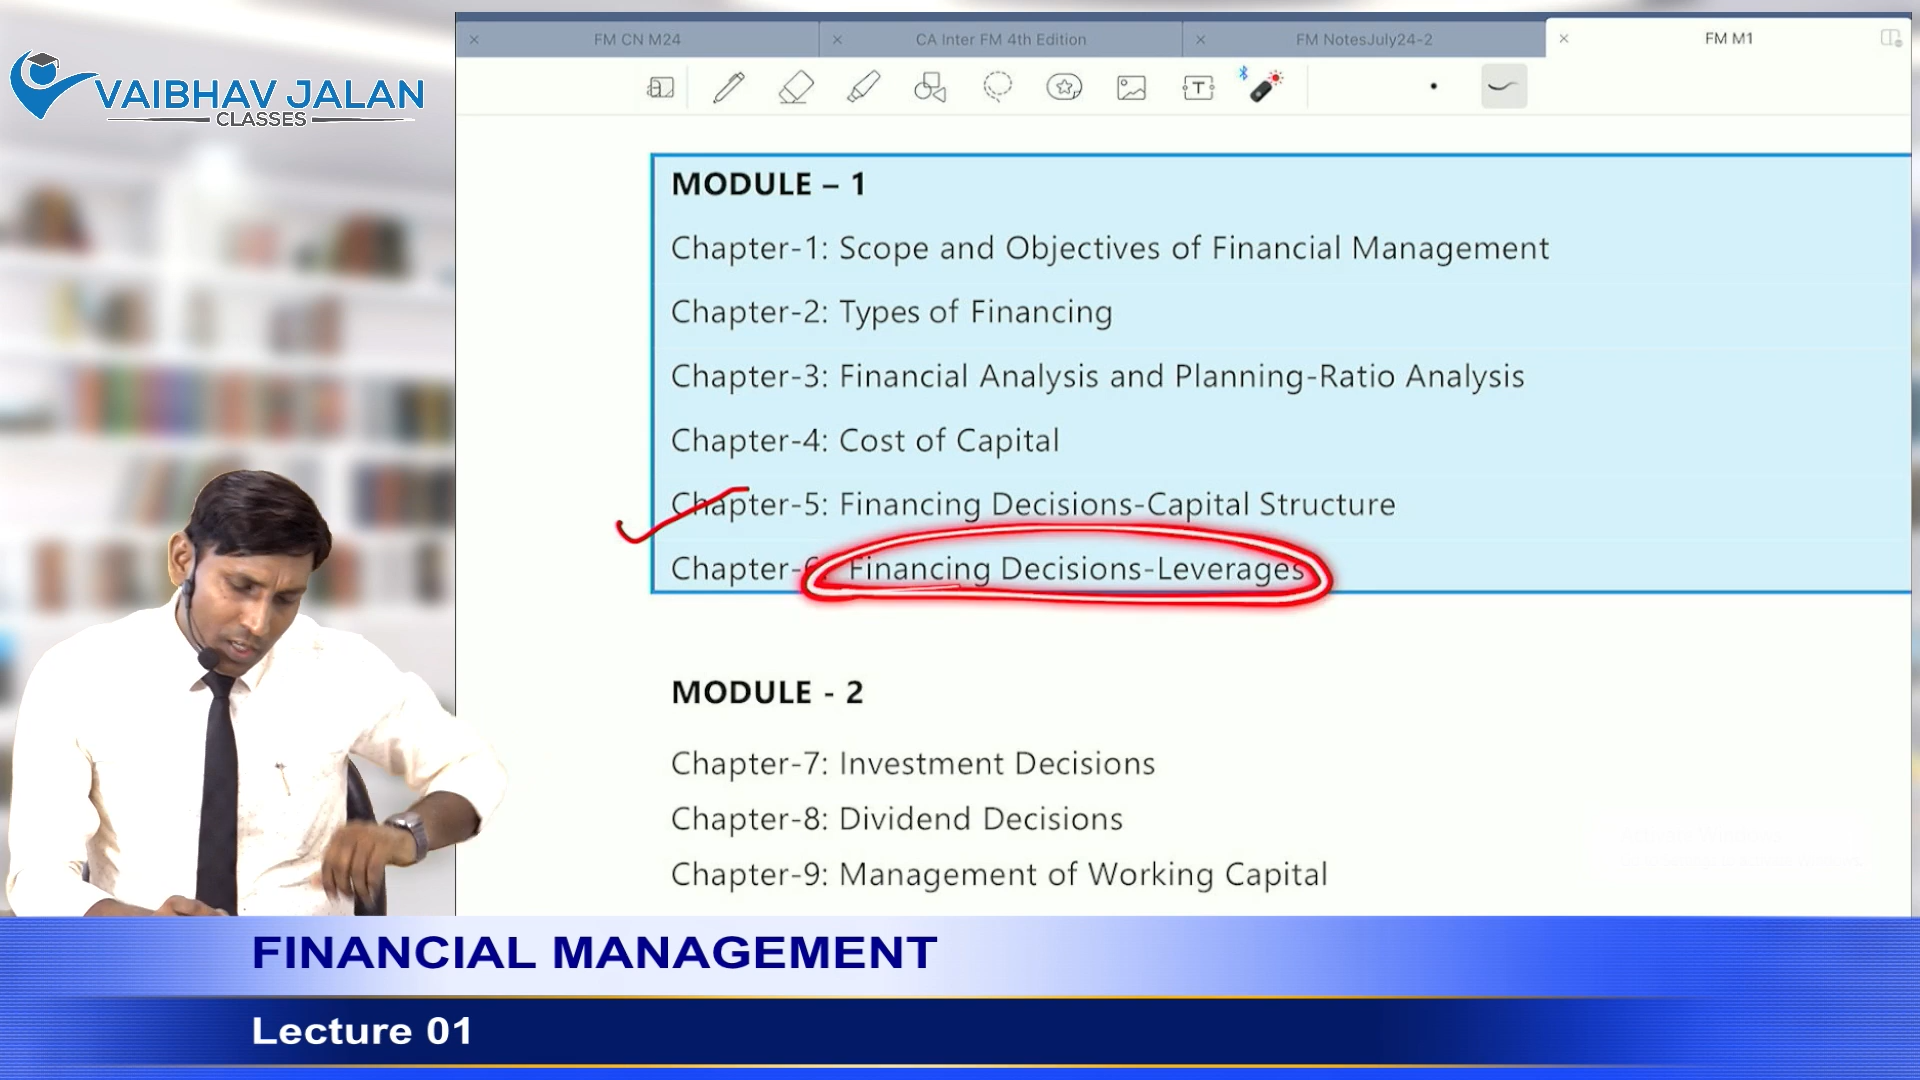 VAIBHAV JALAN
CLASSES
FM CN M24
CA Inter FM 4th Edition
FM NotesJuly24-2
FM M1
T
MODULE – 1
Chapter-1: Scope and Objectives of Financial Management
Chapter-2: Types of Financing
Chapter-3: Financial Analysis and Planning-Ratio Analysis
Chapter-4: Cost of Capital
Chapter-5: Financing Decisions-Capital Structure
Chapter-6 Financing Decisions-Leverages
MODULE - 2
Chapter-7: Investment Decisions
Chapter-8: Dividend Decisions
Chapter-9: Management of Working Capital
FINANCIAL MANAGEMENT
Lecture 01